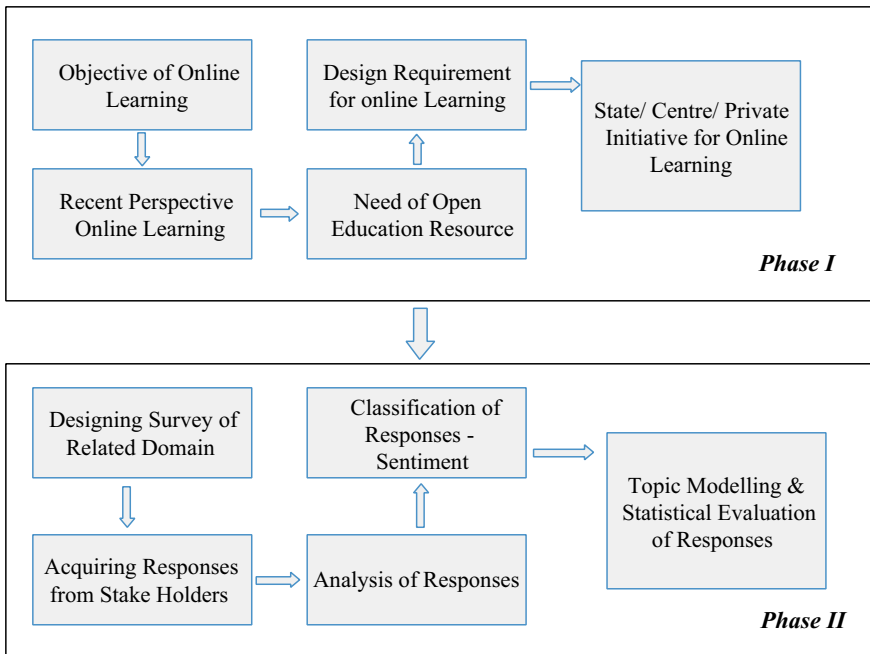 Objective of Online
Learning
Recent Perspective
Online Learning
Need of Open
Education Resource
Design Requirement
for online Learning
State/ Centre/ Private
Initiative for Online
Learning
Phase I
Designing Survey of
Related Domain
Acquiring Responses
from Stake Holders
Analysis of Responses
Classification of
Responses -
Sentiment
Topic Modelling &
Statistical Evaluation
of Responses
Phase II